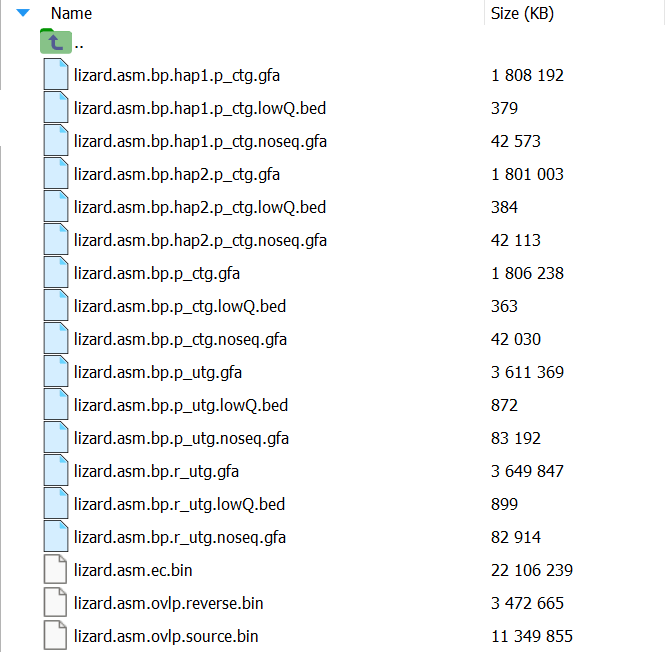 Name Size (KB)
..
lizard.asm.bp.hap1.p_ctg.gfa 1 808 192
lizard.asm.bp.hap1.p_ctg.lowQ.bed 379
lizard.asm.bp.hap1.p_ctg.noseq.gfa 42 573
lizard.asm.bp.hap2.p_ctg.gfa 1 801 003
lizard.asm.bp.hap2.p_ctg.lowQ.bed 384
lizard.asm.bp.hap2.p_ctg.noseq.gfa 42 113
lizard.asm.bp.p_ctg.gfa 1 806 238
lizard.asm.bp.p_ctg.lowQ.bed 363
lizard.asm.bp.p_ctg.noseq.gfa 42 030
lizard.asm.bp.p_utg.gfa 3 611 369
lizard.asm.bp.p_utg.lowQ.bed 872
lizard.asm.bp.p_utg.noseq.gfa 83 192
lizard.asm.bp.r_utg.gfa 3 649 847
lizard.asm.bp.r_utg.lowQ.bed 899
lizard.asm.bp.r_utg.noseq.gfa 82 914
lizard.asm.ec.bin 22 106 239
lizard.asm.ovlp.reverse.bin 3 472 665
lizard.asm.ovlp.source.bin 11 349 855